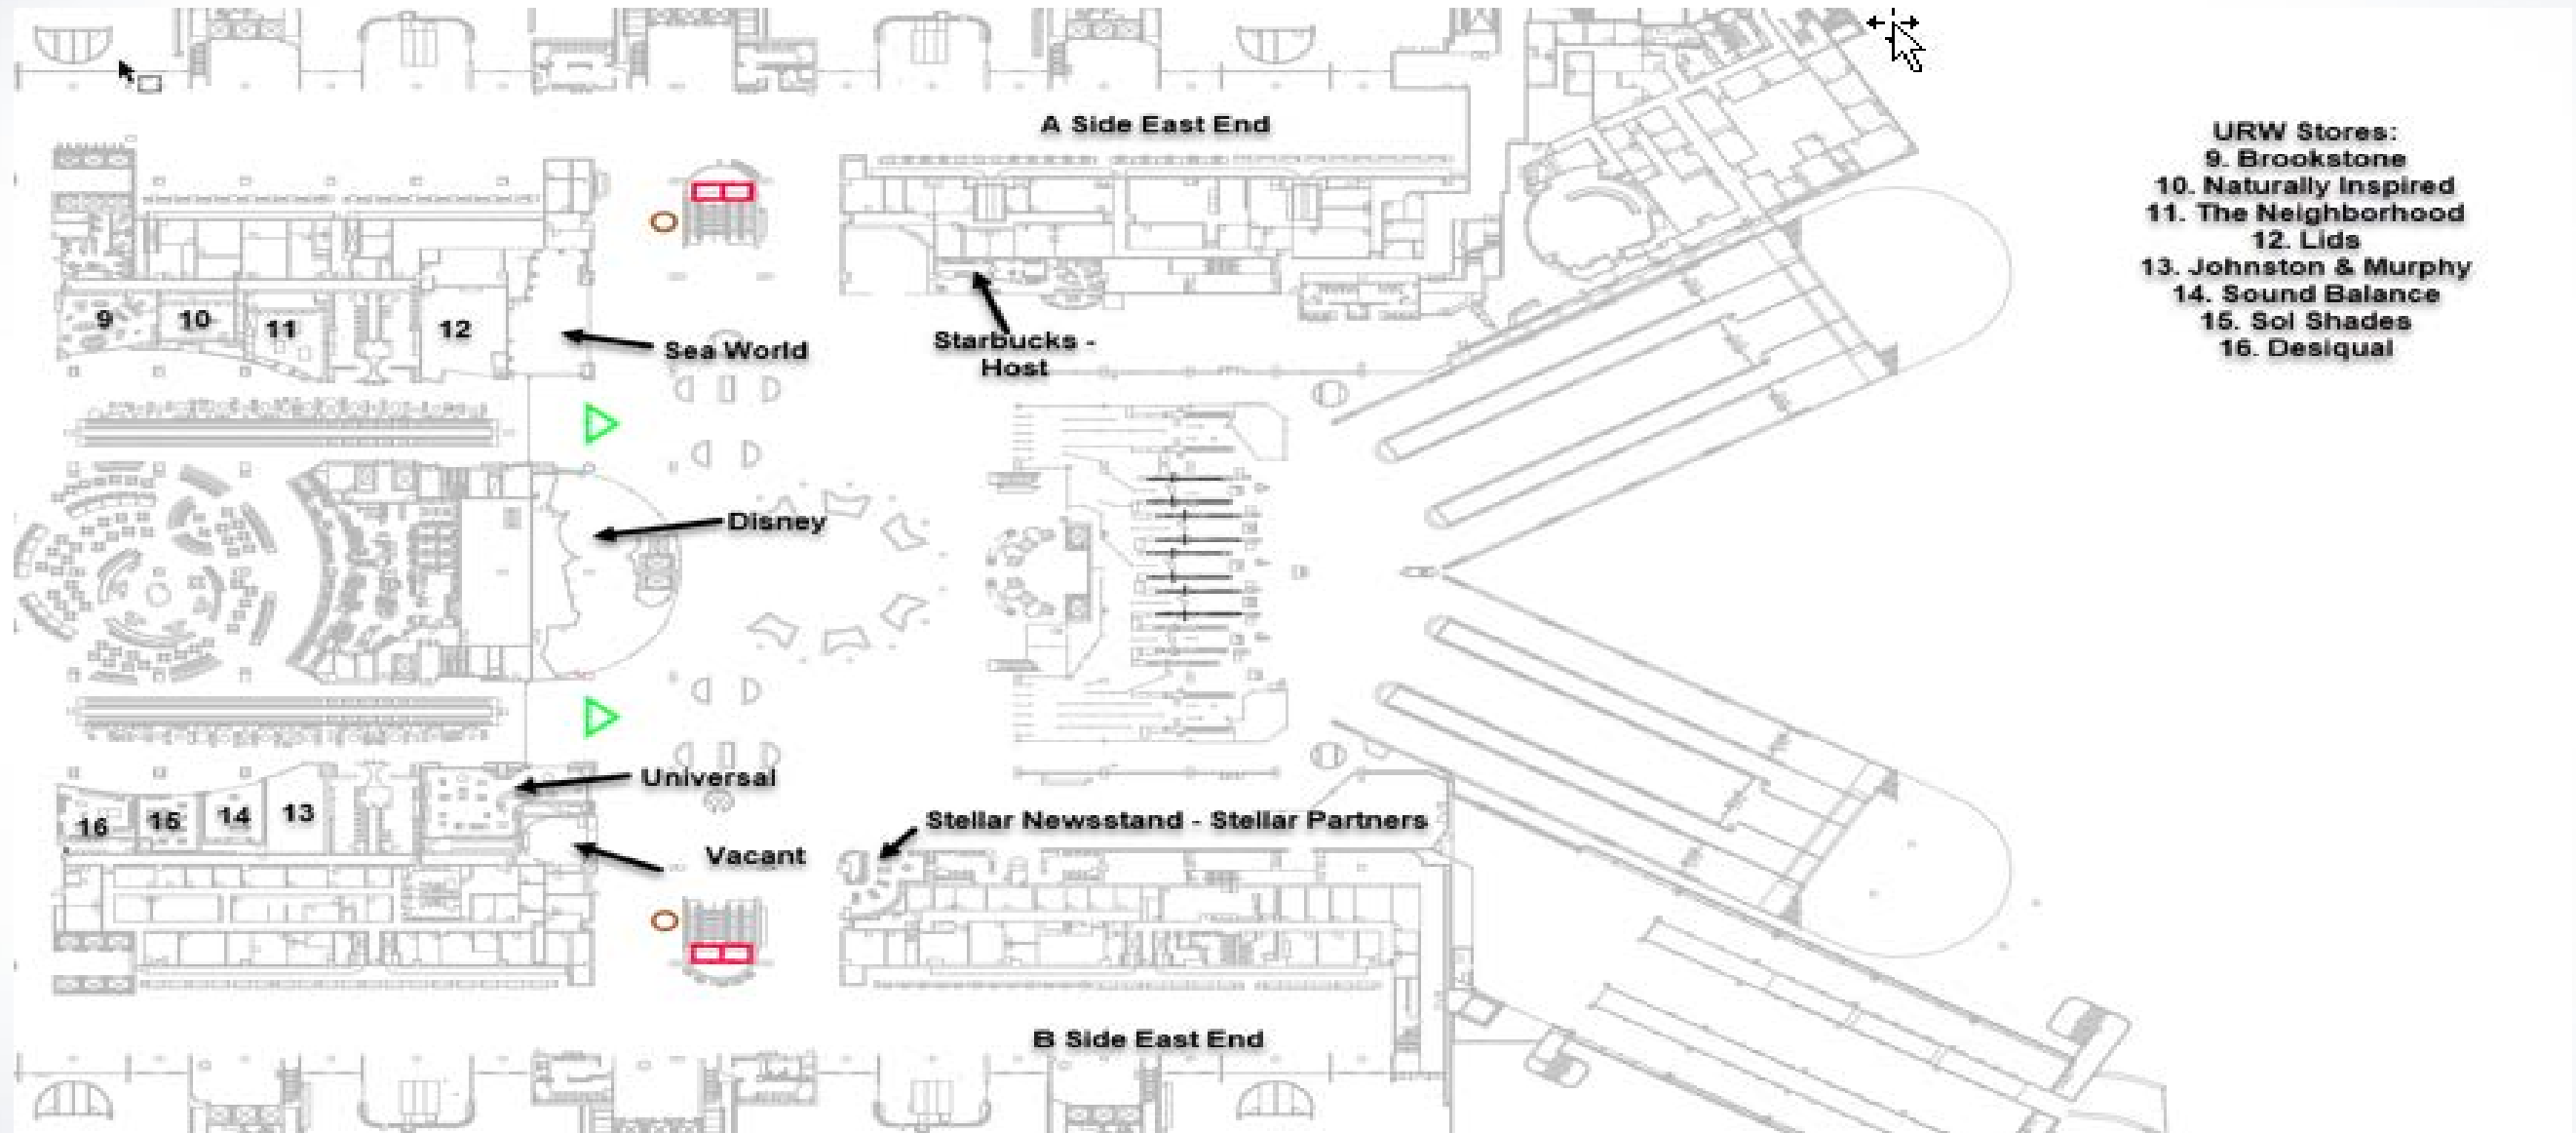 A Side East End
URW Stores:
9. Brookstone
10. Naturally Inspired
11. The Neighborhood
12. Lids
13. Johnston & Murphy
14. Sound Balance
15. Sol Shades
16. Desiqual
9
10
11
12
Sea World
Starbucks -
Host
Disney
Universal
16
15
14
13
Stellar Newsstand - Stellar Partners
Vacant
B Side East End